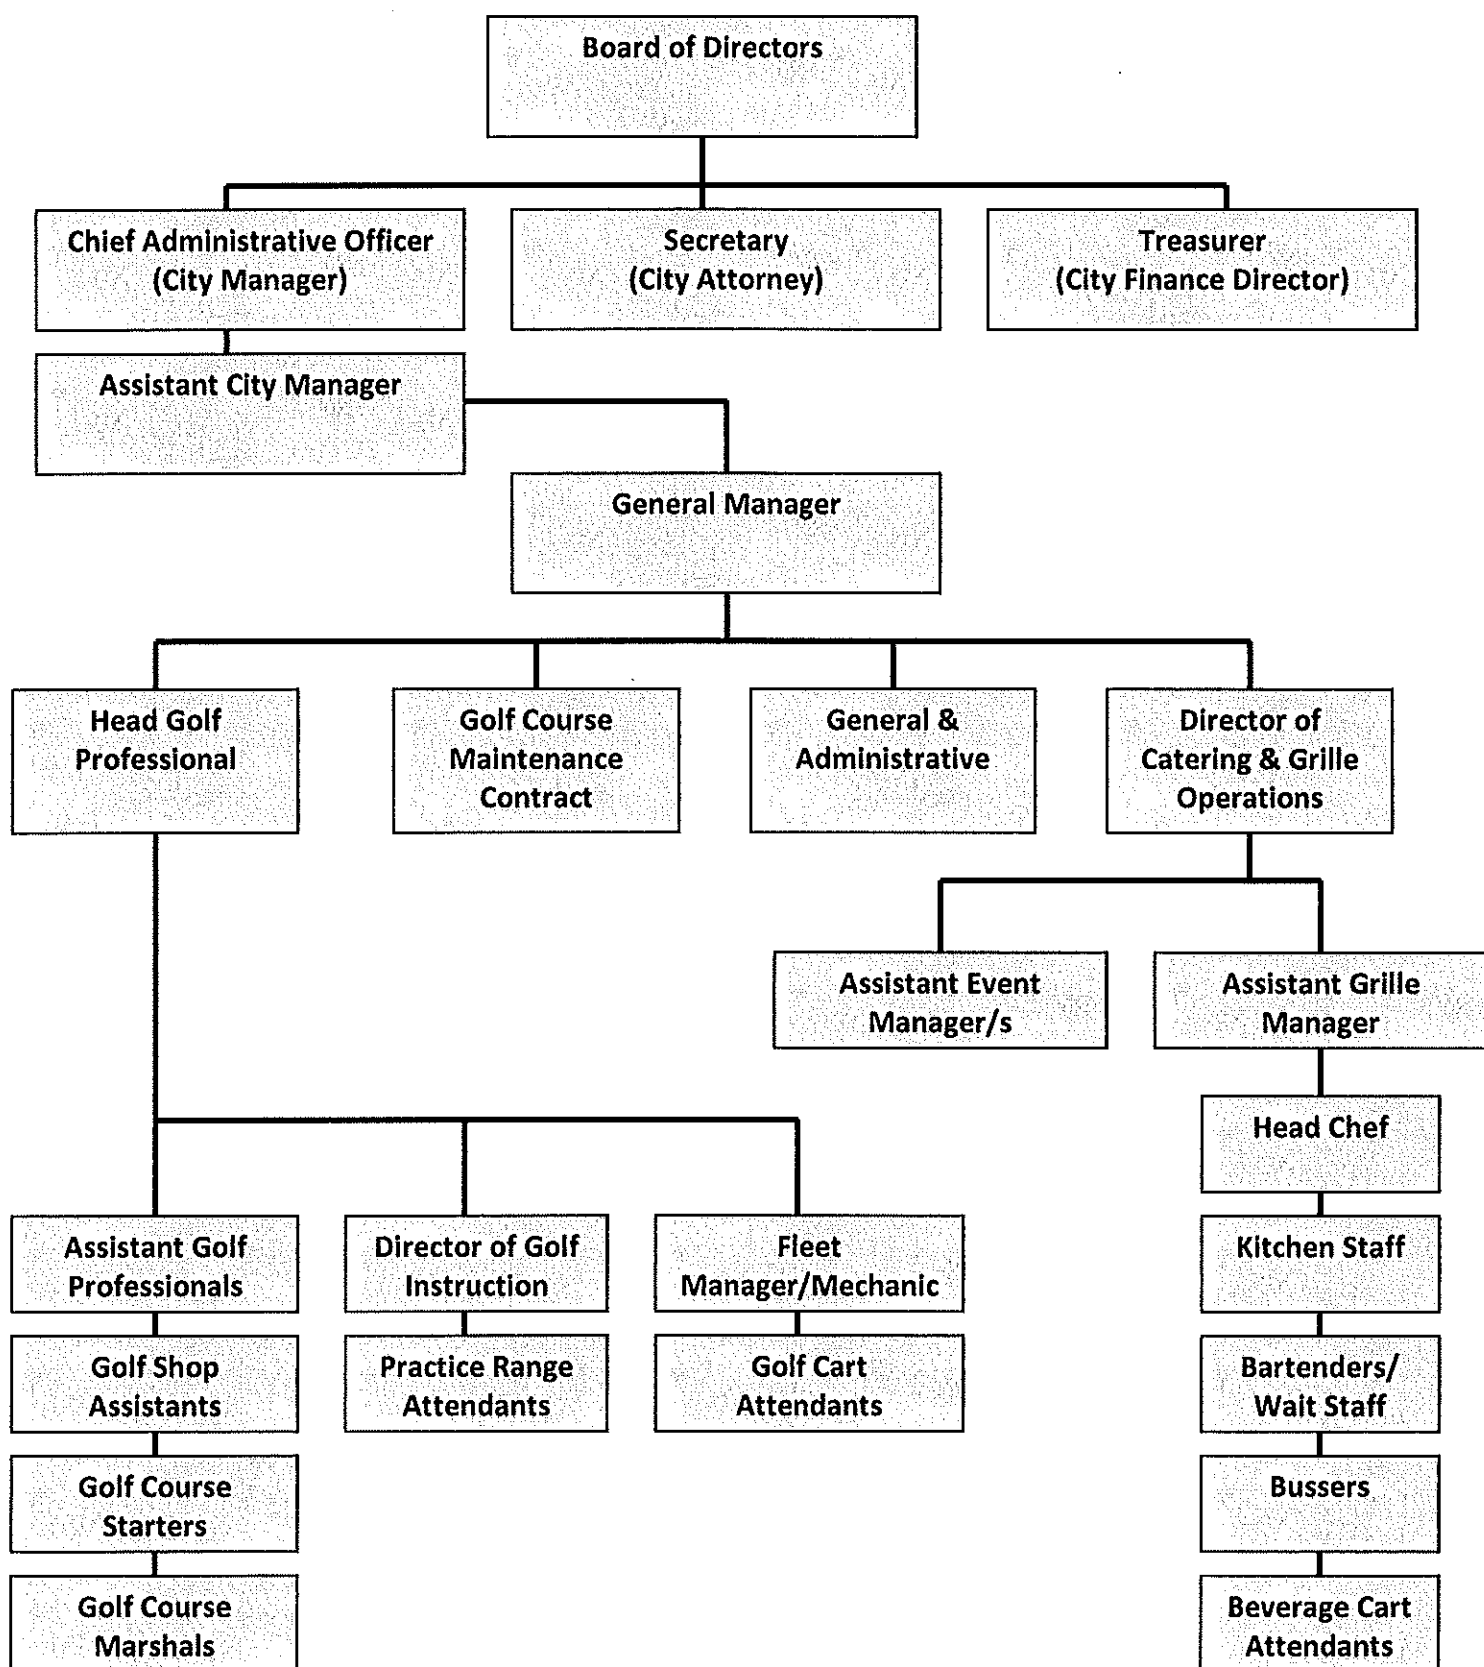 Board of Directors
Chief Administrative Officer
(City Manager)
Secretary
(City Attorney)
Treasurer
(City Finance Director)
Assistant City Manager
General Manager
Head Golf
Professional
Golf Course
Maintenance
Contract
General &
Administrative
Director of
Catering & Grille
Operations
Assistant Event
Manager/s
Assistant Grille
Manager
Head Chef
Assistant Golf
Professionals
Director of Golf
Instruction
Fleet
Manager/Mechanic
Kitchen Staff
Golf Shop
Assistants
Practice Range
Attendants
Golf Cart
Attendants
Bartenders/
Wait Staff
Golf Course
Starters
Bussers
Golf Course
Marshals
Beverage Cart
Attendants